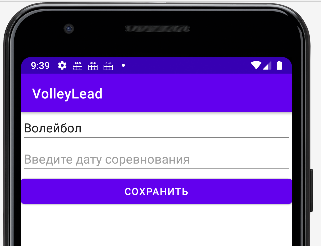 9:39
VolleyLead
Волейбол
Введите дату соревнования
СОХРАНИТЬ